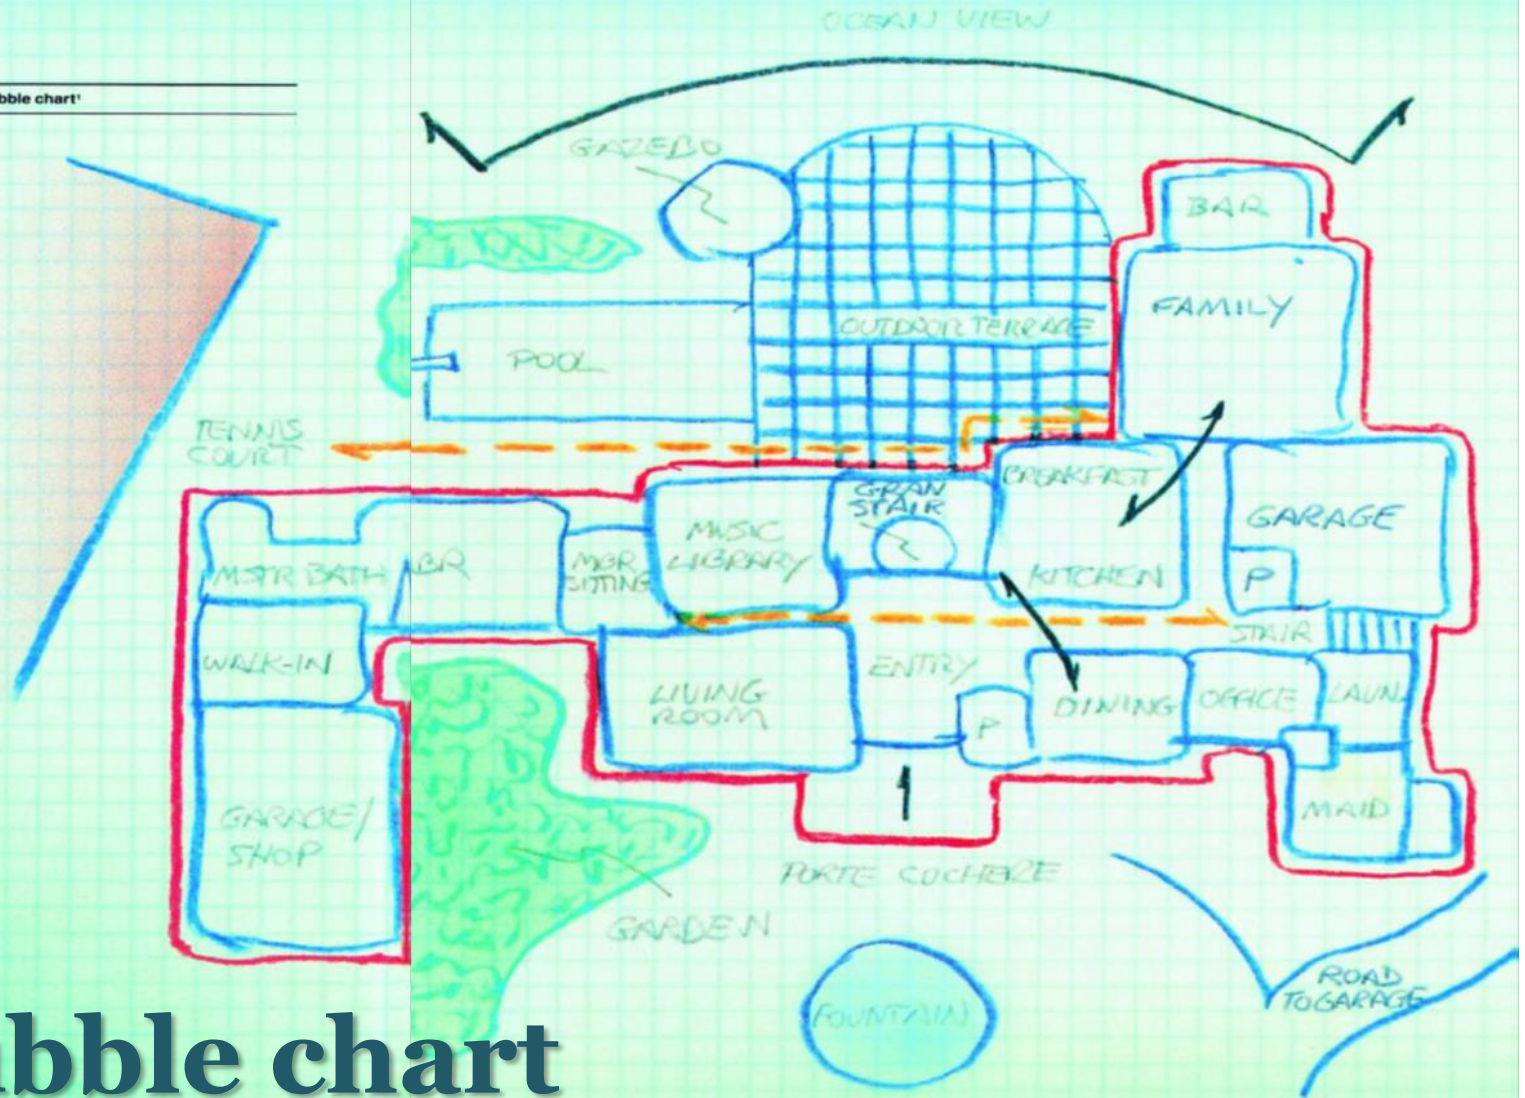 OCEAN VIEW
bble chart¹
GAZEBO
BAR
FAMILY
OUTDOOR TERRACE
POOL
TENNIS
COURT
BREAKFAST
GRAN
STAIR
MUSIC
LIBRARY
GARAGE
MSTR BATH
BR
MBR
SITTING
KITCHEN
P
STAIR
WALK-IN
ENTRY
LIVING
ROOM
P
DINING
OFFICE
LAUN
GARAGE/
SHOP
MAID
PORTE COCHERE
GARDEN
ROAD
TO GARAGE
FOUNTAIN
bble chart